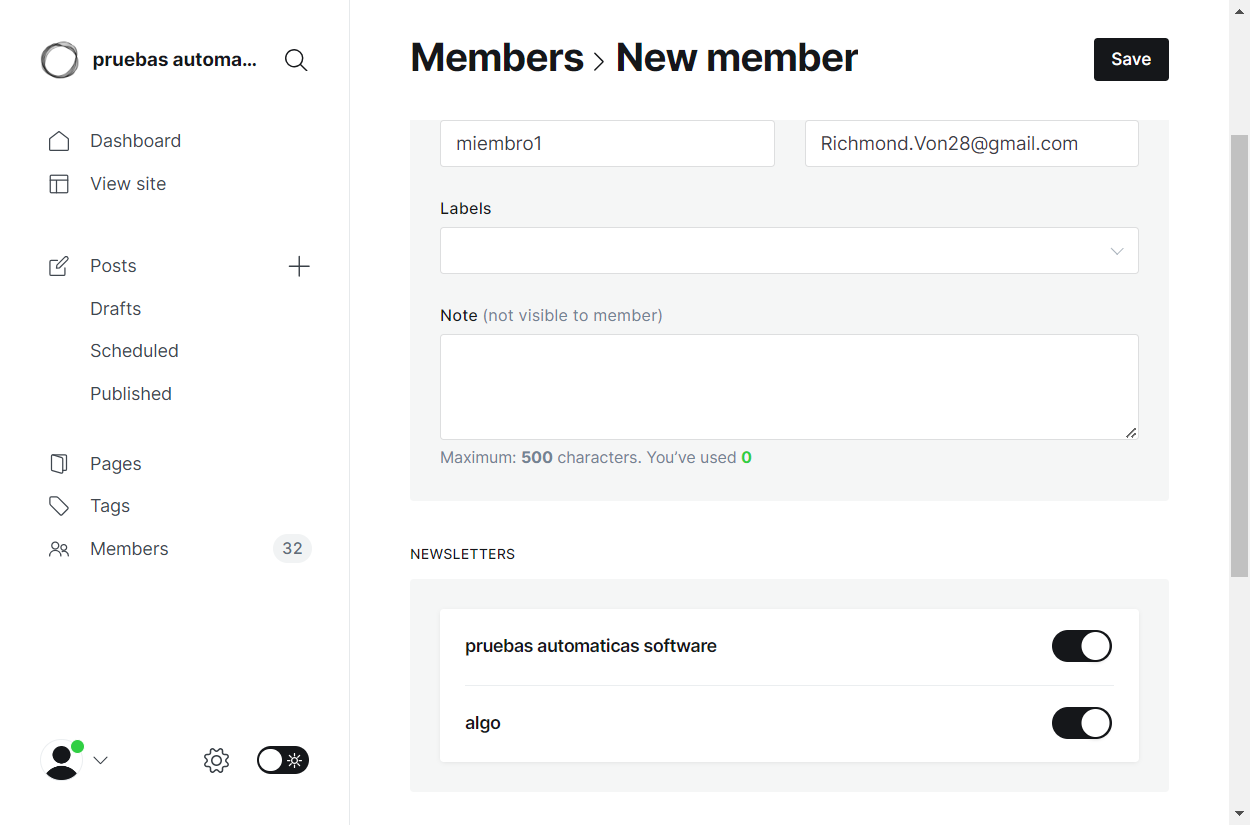 pruebas automa...
Dashboard
View site
Posts
Drafts
Scheduled
Published
Pages
Tags
Members 32
Members New member
Save
miembro1 Richmond.Von28@gmail.com
Labels
Note (not visible to member)
Maximum: 500 characters. You’ve used 0
NEWSLETTERS
pruebas automaticas software
algo